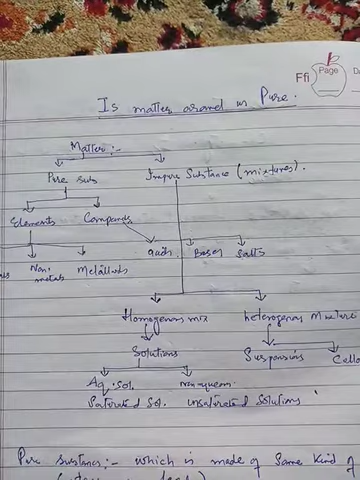 Ffi Page
Is matter around us Pure.
Matter :-
Pure subs Impure Substance (mixtures).
Elements Compounds
Non-metals Metalloids acids Bases Salts
Homogenous mix heterogenous Mixture
Solutions Suspensions
Aq. Sol.
Saturated Sol. Unsaturated Solutions
Pure Substance :- which is made of Same Kind of